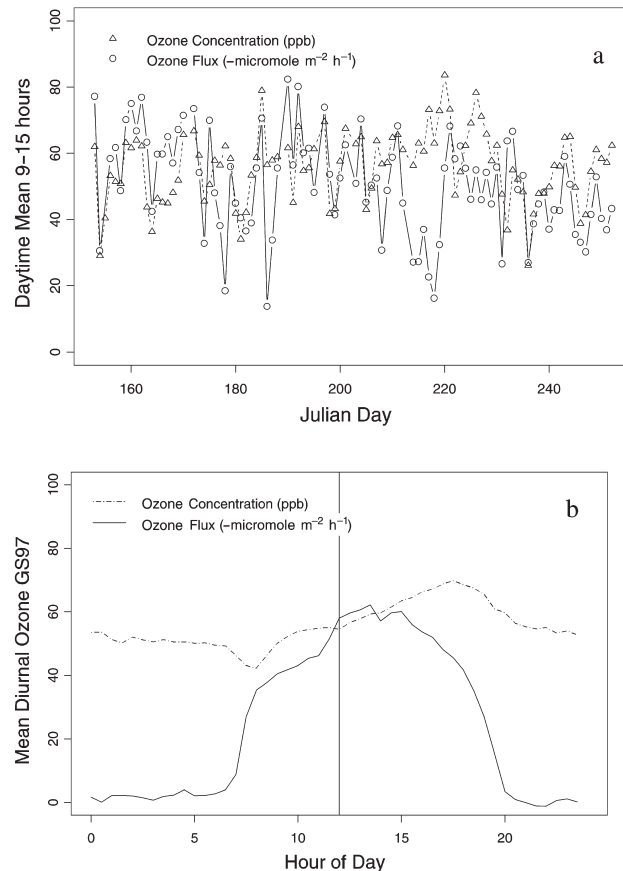 100
80
60
40
20
0
Daytime Mean 9–15 hours
Ozone Concentration (ppb)
Ozone Flux (−micromole m⁻² h⁻¹)
a
160 180 200 220 240
Julian Day
100
80
60
40
20
0
Mean Diurnal Ozone GS97
Ozone Concentration (ppb)
Ozone Flux (−micromole m⁻² h⁻¹)
b
0 5 10 15 20
Hour of Day